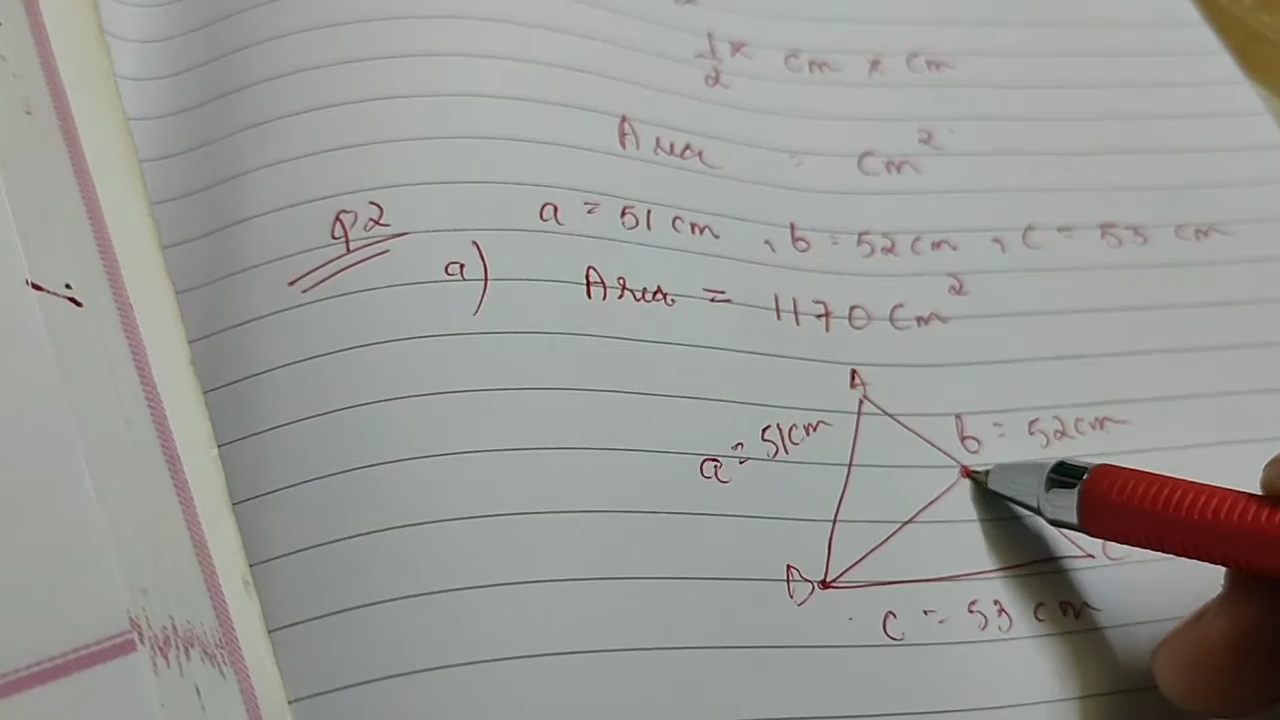 1/2 × cm × cm
Area = cm²
Q2 a = 51 cm , b = 52 cm , c = 53 cm
a) Area = 1170 cm²
A
a = 51cm
b = 52cm
B
C
c = 53 cm